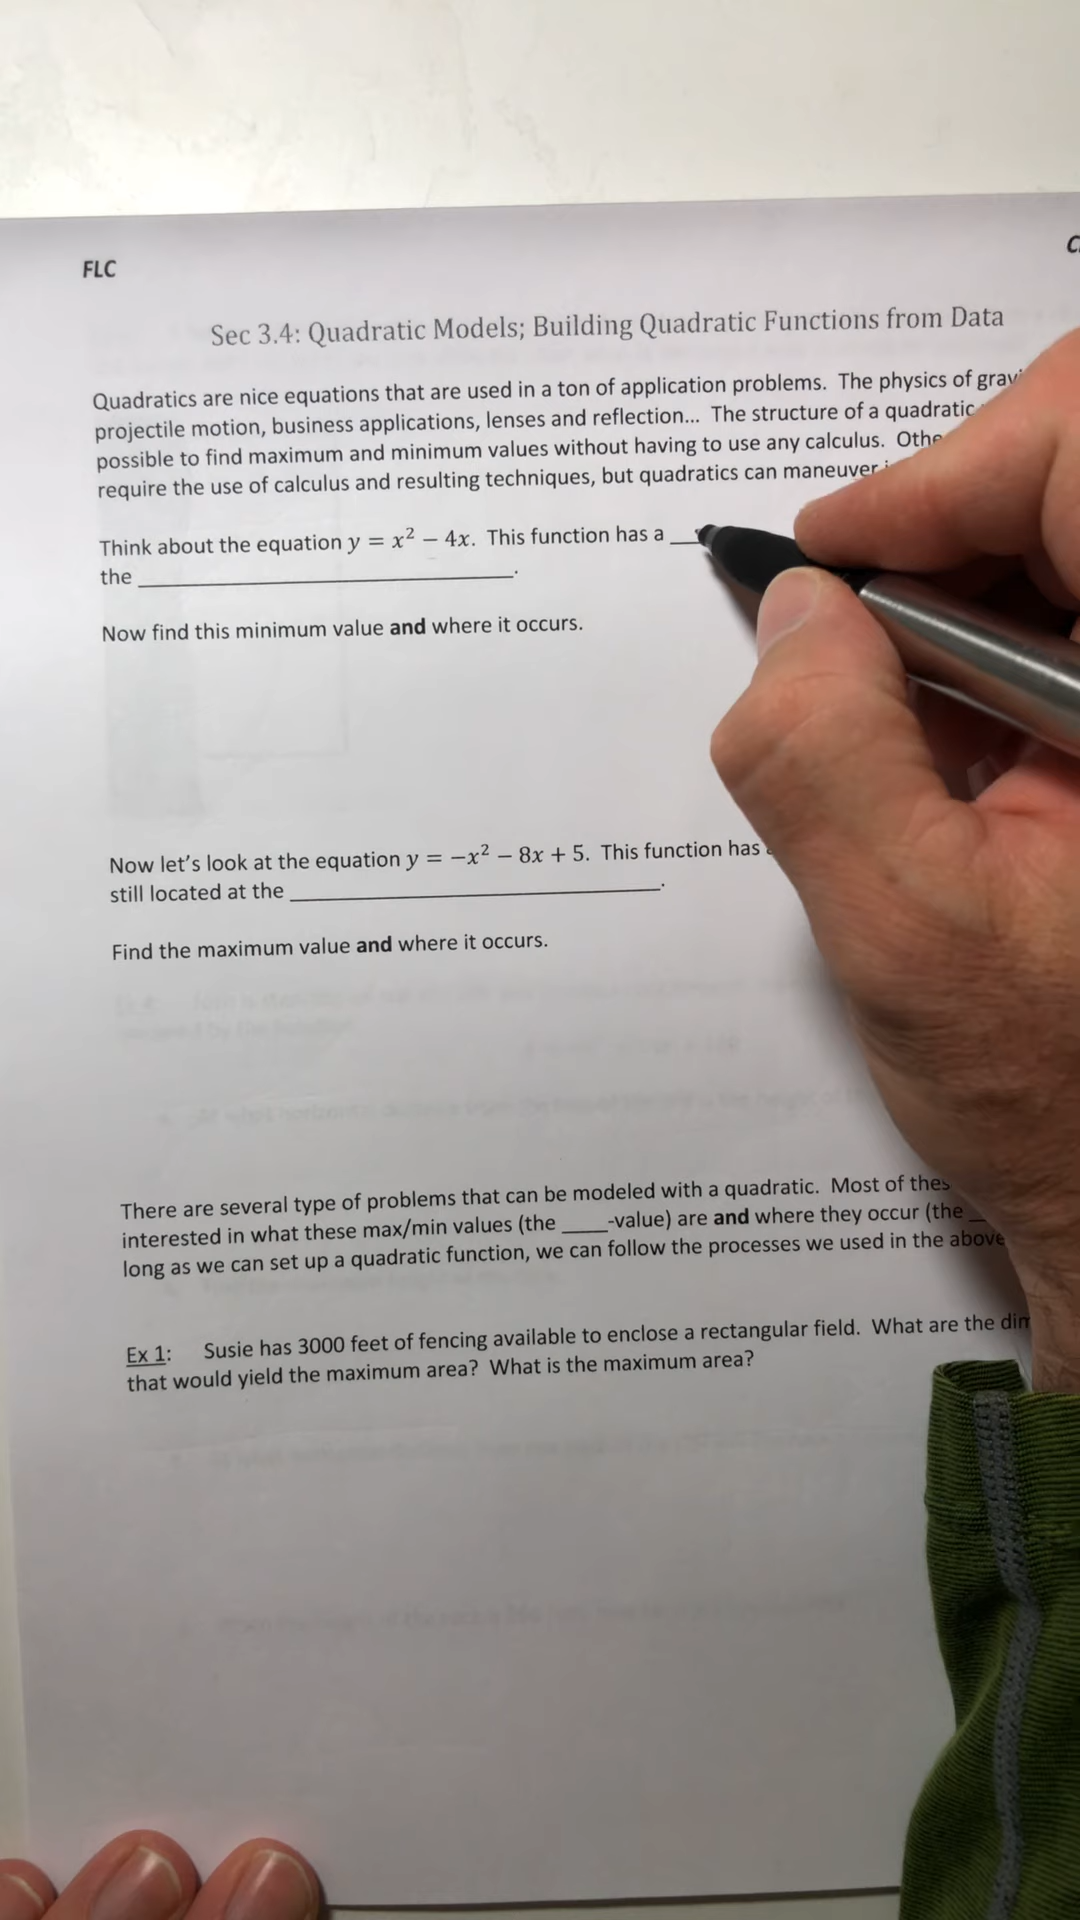 FLC
Sec 3.4: Quadratic Models; Building Quadratic Functions from Data
Quadratics are nice equations that are used in a ton of application problems. The physics of
projectile motion, business applications, lenses and reflection... The structure of a quadratic
possible to find maximum and minimum values without having to use any calculus.
require the use of calculus and resulting techniques, but quadratics can maneuver
Think about the equation y = x² − 4x. This function has a __
the ____________________.
Now find this minimum value and where it occurs.
Now let's look at the equation y = −x² − 8x + 5. This function has
still located at the ____________________.
Find the maximum value and where it occurs.
There are several type of problems that can be modeled with a quadratic. Most of
interested in what these max/min values (the ____-value) are and where they occur (the _
long as we can set up a quadratic function, we can follow the processes we used in the above
Ex 1: Susie has 3000 feet of fencing available to enclose a rectangular field. What are the
that would yield the maximum area? What is the maximum area?